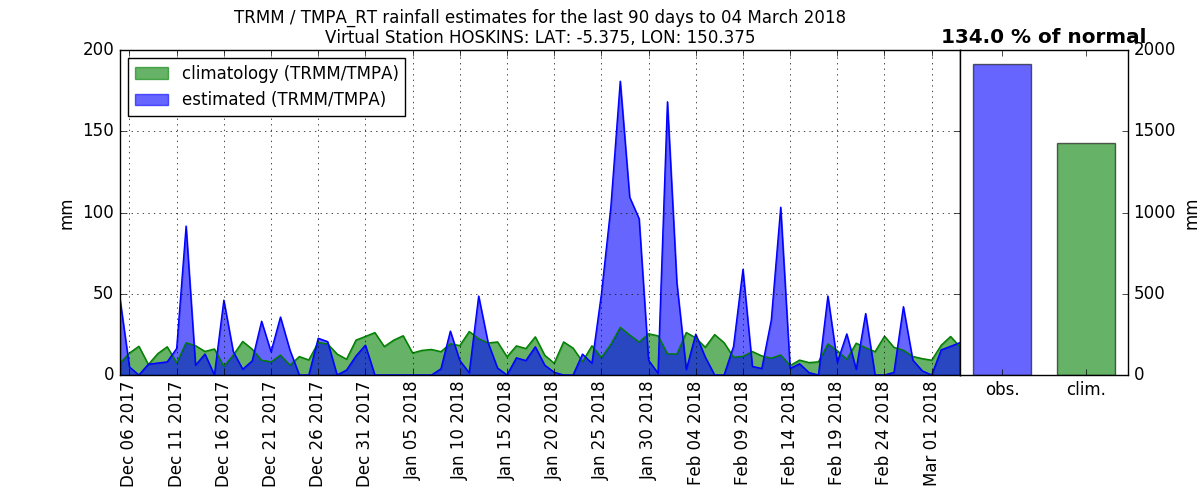 TRMM / TMPA_RT rainfall estimates for the last 90 days to 04 March 2018
Virtual Station HOSKINS: LAT: -5.375, LON: 150.375
134.0 % of normal
climatology (TRMM/TMPA)
estimated (TRMM/TMPA)
200
150
100
50
0
mm
2000
1500
1000
500
0
mm
obs.
clim.
Dec 06 2017
Dec 11 2017
Dec 16 2017
Dec 21 2017
Dec 26 2017
Dec 31 2017
Jan 05 2018
Jan 10 2018
Jan 15 2018
Jan 20 2018
Jan 25 2018
Jan 30 2018
Feb 04 2018
Feb 09 2018
Feb 14 2018
Feb 19 2018
Feb 24 2018
Mar 01 2018